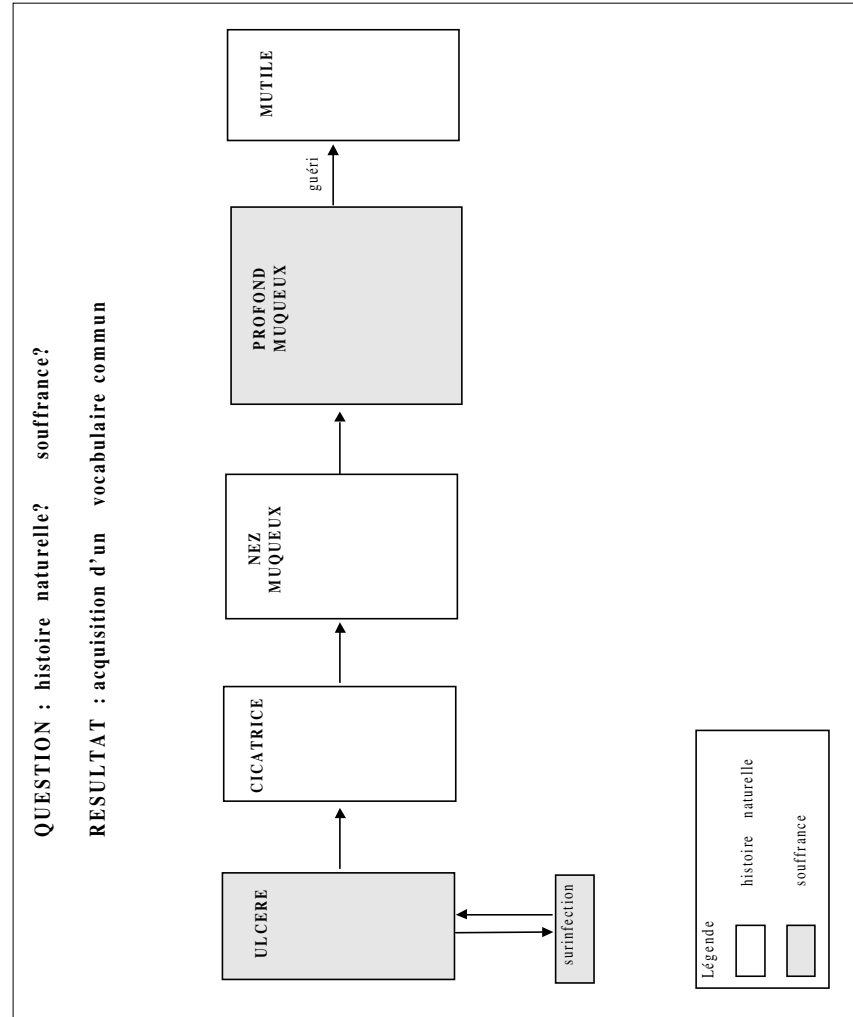 QUESTION : histoire naturelle? souffrance?
RESULTAT : acquisition d'un vocabulaire commun
ULCERE
CICATRICE
NEZ
MUQUEUX
PROFOND
MUQUEUX
guéri
MUTILE
surinfection
Légende
histoire naturelle
souffrance